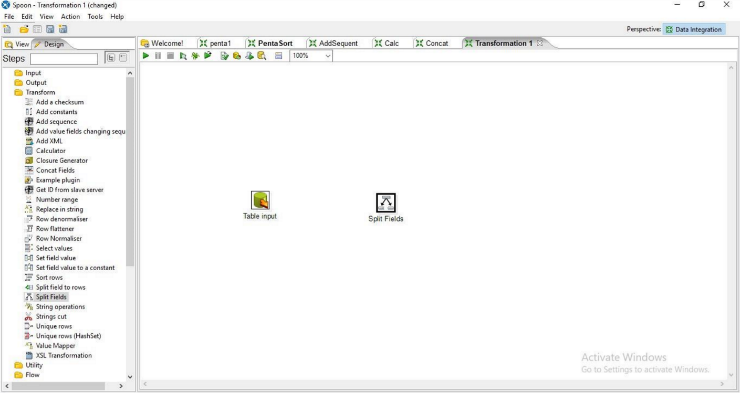 Spoon - Transformation 1 (changed)
File Edit View Action Tools Help
Perspective: Data Integration
View Design
Welcome! penta1 PentaSort AddSequent Calc Concat Transformation 1
Steps
100%
Input
Output
Transform
Add a checksum
Add constants
Add sequence
Add value fields changing sequ
Add XML
Calculator
Closure Generator
Concat Fields
Example plugin
Get ID from slave server
Number range
Replace in string
Row denormaliser
Row flattener
Row Normaliser
Select values
Set field value
Set field value to a constant
Sort rows
Split field to rows
Split Fields
String operations
Strings cut
Unique rows
Unique rows (HashSet)
Value Mapper
XSL Transformation
Utility
Flow
Table input
Split Fields
Activate Windows
Go to Settings to activate Windows.